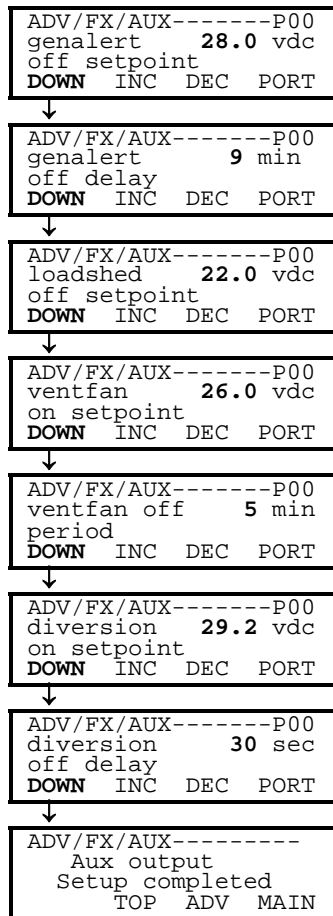 ADV/FX/AUX-------P00
genalert 28.0 vdc
off setpoint
DOWN INC DEC PORT
↓
ADV/FX/AUX-------P00
genalert 9 min
off delay
DOWN INC DEC PORT
↓
ADV/FX/AUX-------P00
loadshed 22.0 vdc
off setpoint
DOWN INC DEC PORT
↓
ADV/FX/AUX-------P00
ventfan 26.0 vdc
on setpoint
DOWN INC DEC PORT
↓
ADV/FX/AUX-------P00
ventfan off 5 min
period
DOWN INC DEC PORT
↓
ADV/FX/AUX-------P00
diversion 29.2 vdc
on setpoint
DOWN INC DEC PORT
↓
ADV/FX/AUX-------P00
diversion 30 sec
off delay
DOWN INC DEC PORT
↓
ADV/FX/AUX---------
Aux output
Setup completed
TOP ADV MAIN